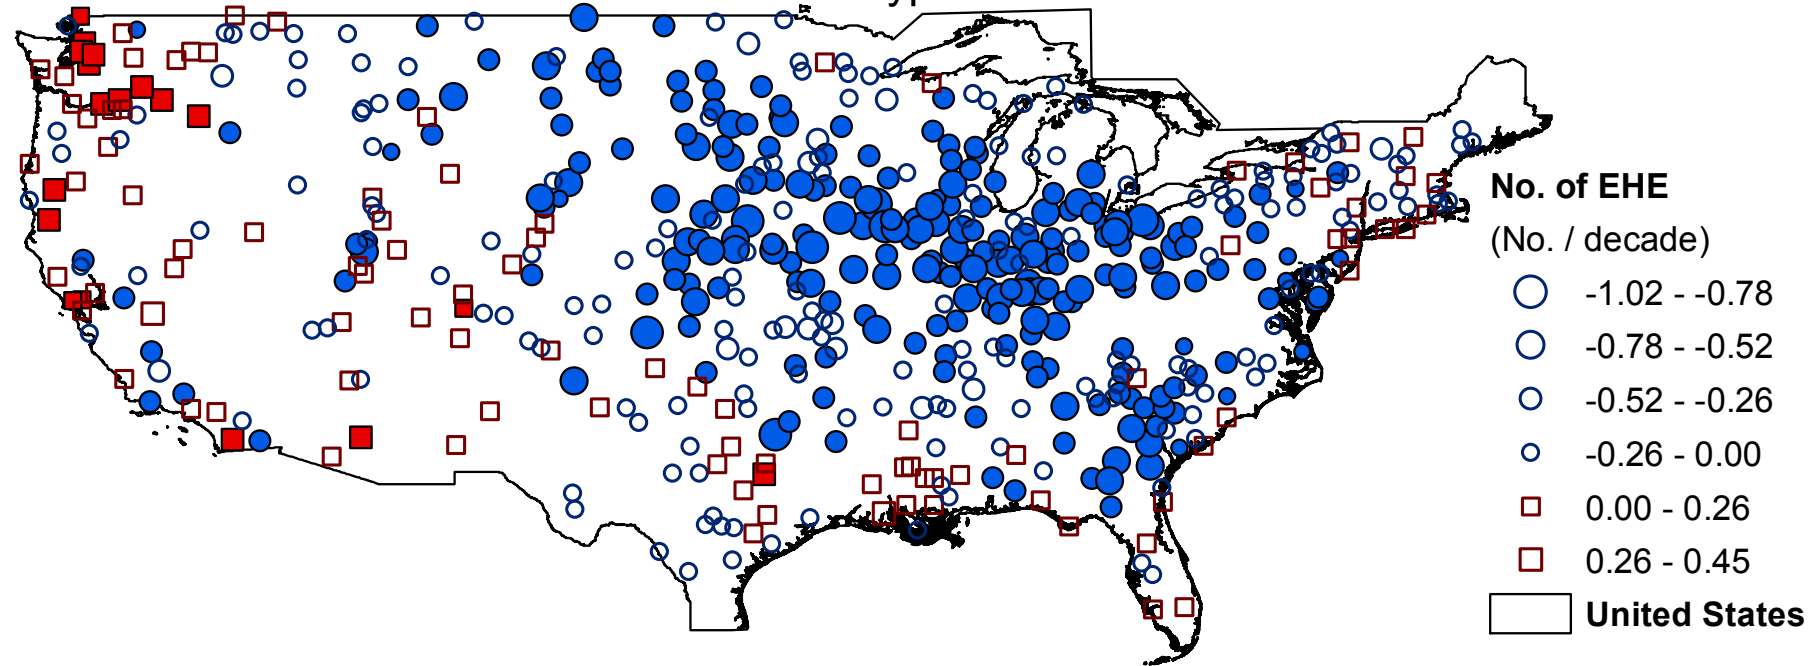 No. of EHE
(No. / decade)
-1.02 - -0.78
-0.78 - -0.52
-0.52 - -0.26
-0.26 - 0.00
0.00 - 0.26
0.26 - 0.45
United States